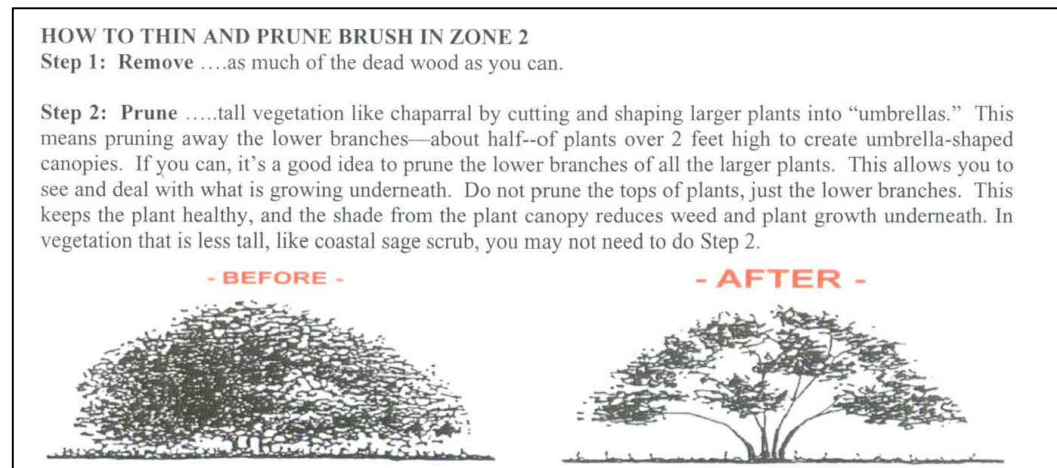 HOW TO THIN AND PRUNE BRUSH IN ZONE 2
Step 1: Remove ….as much of the dead wood as you can.
Step 2: Prune …..tall vegetation like chaparral by cutting and shaping larger plants into “umbrellas.” This
means pruning away the lower branches—about half--of plants over 2 feet high to create umbrella-shaped
canopies. If you can, it’s a good idea to prune the lower branches of all the larger plants. This allows you to
see and deal with what is growing underneath. Do not prune the tops of plants, just the lower branches. This
keeps the plant healthy, and the shade from the plant canopy reduces weed and plant growth underneath. In
vegetation that is less tall, like coastal sage scrub, you may not need to do Step 2.
- BEFORE -
- AFTER -